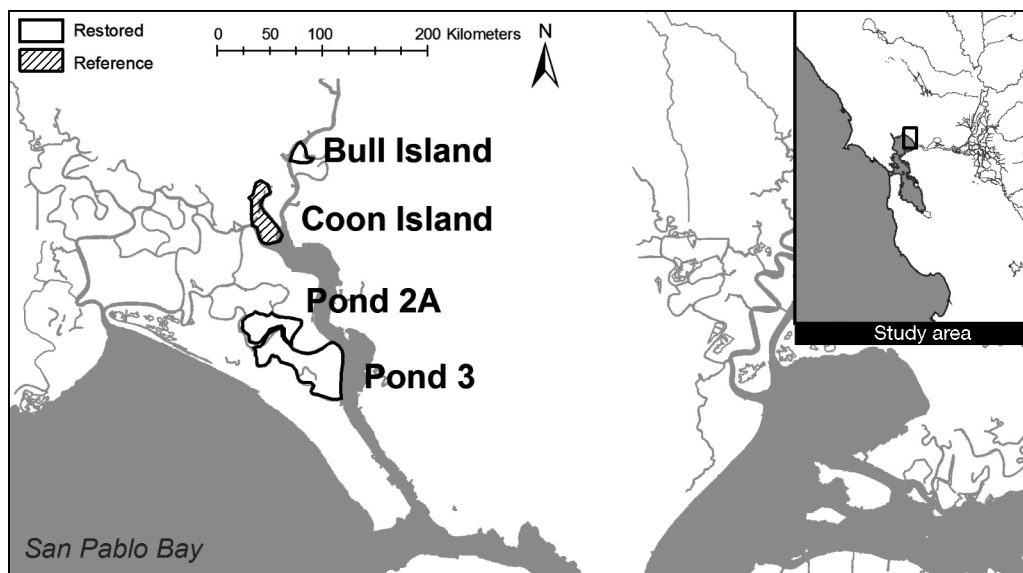 Restored
Reference
0 50 100 200 Kilometers
N
Bull Island
Coon Island
Pond 2A
Pond 3
San Pablo Bay
Study area